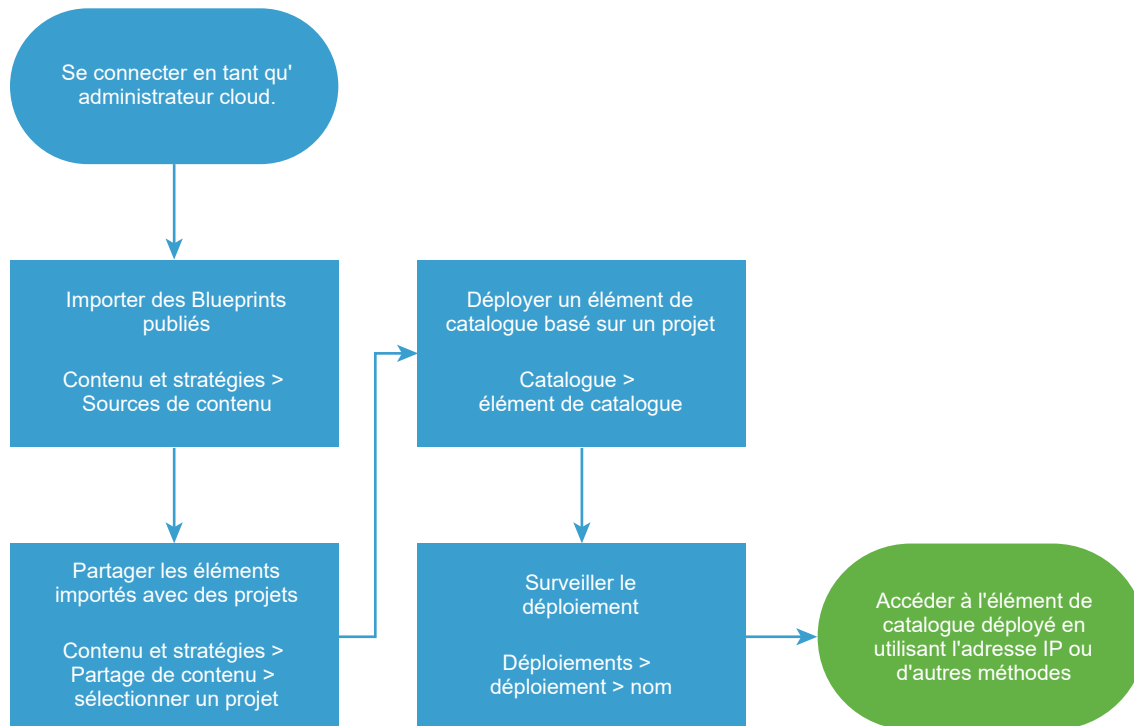 Se connecter en tant qu'
administrateur cloud.
Importer des Blueprints
publiés
Contenu et stratégies >
Sources de contenu
Partager les éléments
importés avec des projets
Contenu et stratégies >
Partage de contenu >
sélectionner un projet
Déployer un élément de
catalogue basé sur un projet
Catalogue >
élément de catalogue
Surveiller le
déploiement
Déploiements >
déploiement > nom
Accéder à l'élément de
catalogue déployé en
utilisant l'adresse IP ou
d'autres méthodes